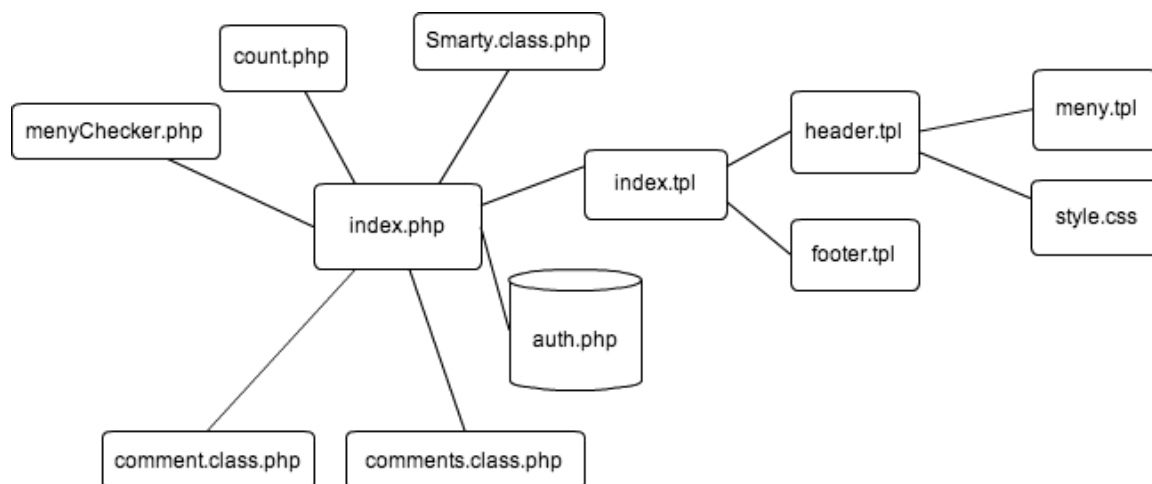 Smarty.class.php
count.php
menyChecker.php
header.tpl
meny.tpl
index.tpl
index.php
style.css
footer.tpl
auth.php
comment.class.php
comments.class.php